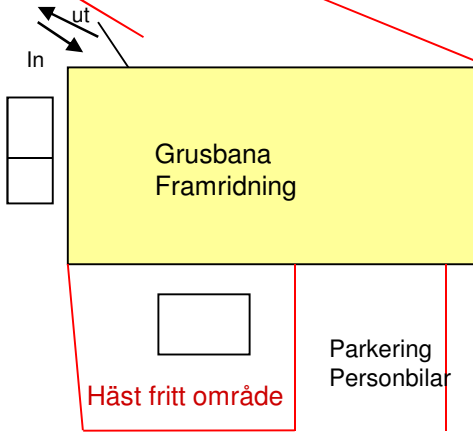 ut
In
Grusbana
Framridning
Parkering
Personbilar
Häst fritt område